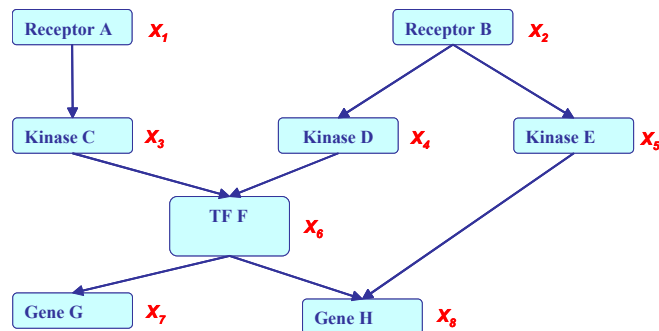 Receptor A X1
Receptor B X2
Kinase C X3
Kinase D X4
Kinase E X5
TF F X6
Gene G X7
Gene H X8